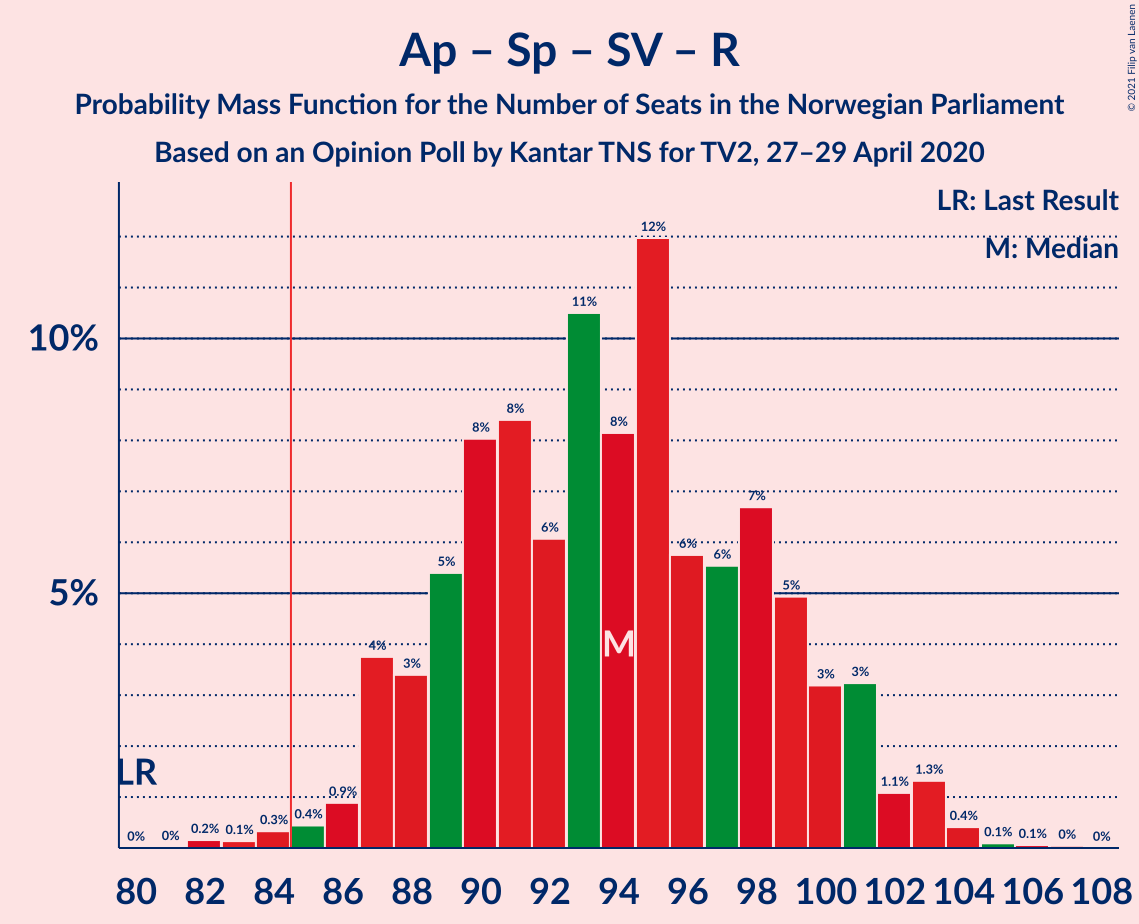 © 2021 Filip van Laenen
Ap – Sp – SV – R
Probability Mass Function for the Number of Seats in the Norwegian Parliament
Based on an Opinion Poll by Kantar TNS for TV2, 27–29 April 2020
LR: Last Result
M: Median
10%
5%
LR
M
0% 0% 0.2% 0.1% 0.3% 0.4% 0.9% 4% 3% 5% 8% 8% 6% 11% 8% 12% 6% 6% 7% 5% 3% 3% 1.1% 1.3% 0.4% 0.1% 0.1% 0% 0%
80 82 84 86 88 90 92 94 96 98 100 102 104 106 108